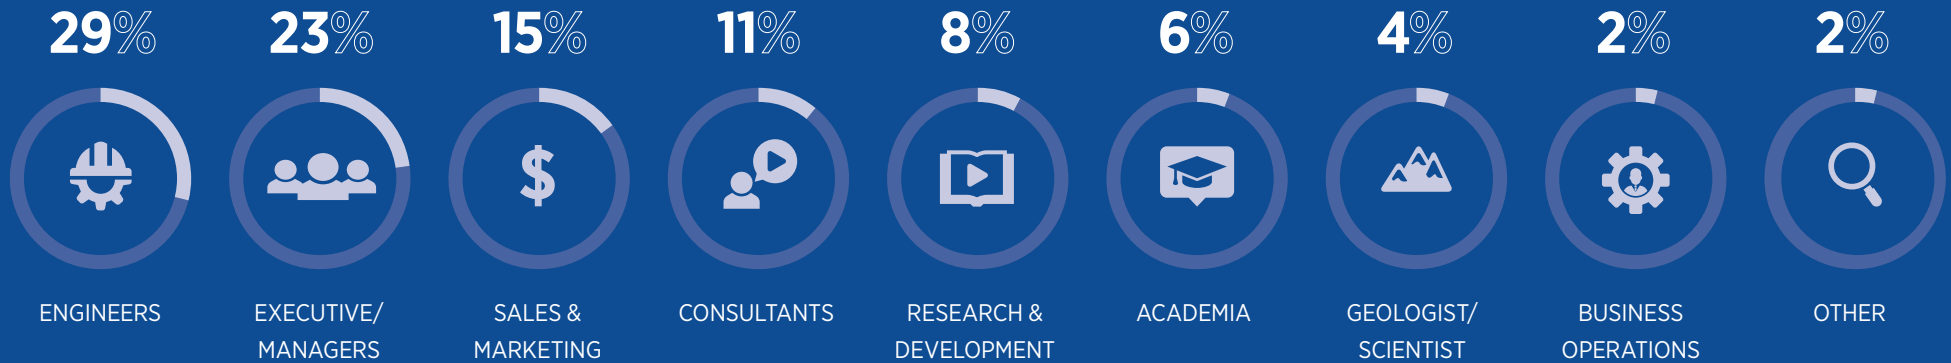 29%
ENGINEERS
23%
EXECUTIVE/
MANAGERS
15%
$
SALES &
MARKETING
11%
CONSULTANTS
8%
RESEARCH &
DEVELOPMENT
6%
ACADEMIA
4%
GEOLOGIST/
SCIENTIST
2%
BUSINESS
OPERATIONS
2%
OTHER